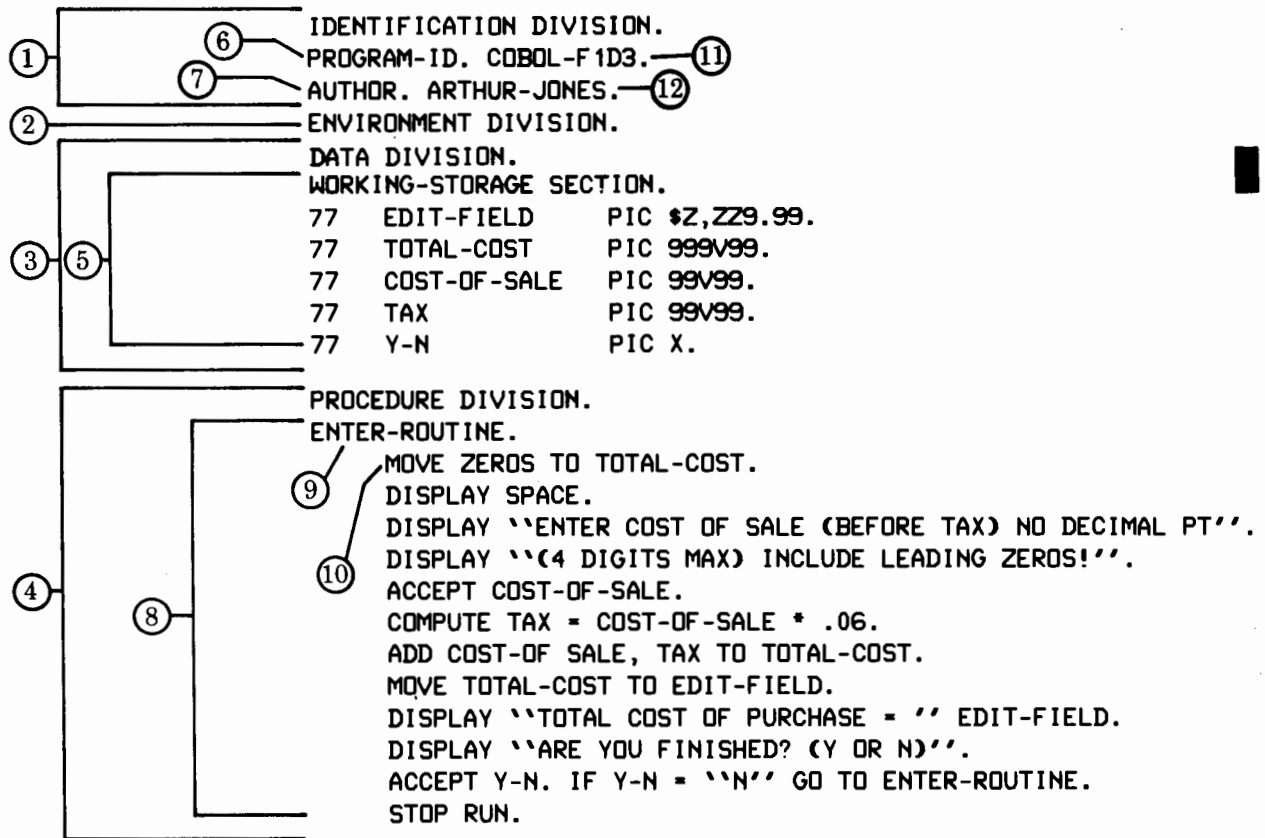 ① IDENTIFICATION DIVISION.
⑥ PROGRAM-ID. COBOL-F1D3. ⑪
⑦ AUTHOR. ARTHUR-JONES. ⑫
② ENVIRONMENT DIVISION.
DATA DIVISION.
WORKING-STORAGE SECTION.
77 EDIT-FIELD PIC $Z,ZZ9.99.
77 TOTAL-COST PIC 999V99.
③ ⑤ 77 COST-OF-SALE PIC 99V99.
77 TAX PIC 99V99.
77 Y-N PIC X.
PROCEDURE DIVISION.
ENTER-ROUTINE.
MOVE ZEROS TO TOTAL-COST.
⑨ DISPLAY SPACE.
DISPLAY ‵‵ENTER COST OF SALE (BEFORE TAX) NO DECIMAL PT′′.
⑩ DISPLAY ‵‵(4 DIGITS MAX) INCLUDE LEADING ZEROS!′′.
④ ACCEPT COST-OF-SALE.
⑧ COMPUTE TAX = COST-OF-SALE * .06.
ADD COST-OF SALE, TAX TO TOTAL-COST.
MOVE TOTAL-COST TO EDIT-FIELD.
DISPLAY ‵‵TOTAL COST OF PURCHASE = ′′ EDIT-FIELD.
DISPLAY ‵‵ARE YOU FINISHED? (Y OR N)′′.
ACCEPT Y-N. IF Y-N = ‵‵N′′ GO TO ENTER-ROUTINE.
STOP RUN.